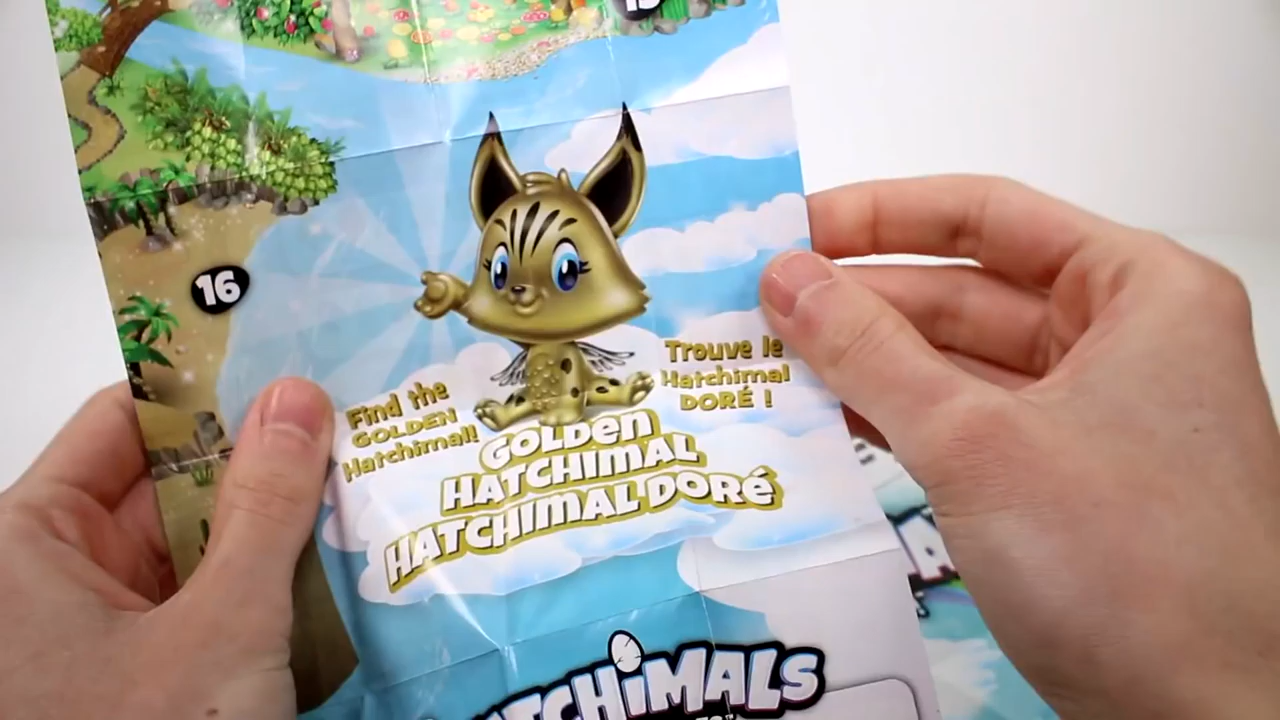 16
Find the
GOLDEN
Hatchimal!
Trouve le
Hatchimal
DORÉ !
GOLDEN
HATCHIMAL
HATCHIMAL DORÉ
HATCHiMALS